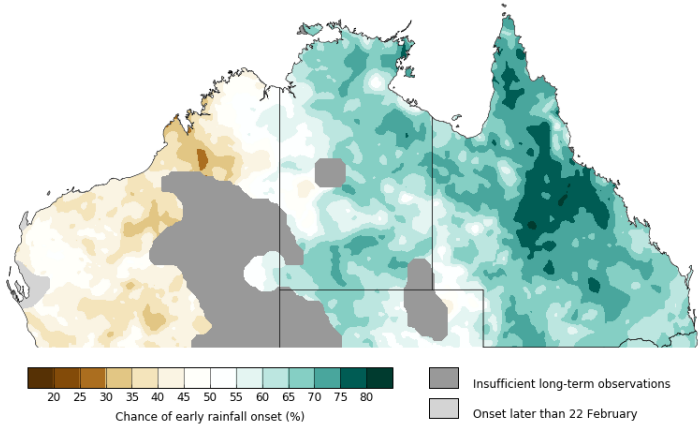 20 25 30 35 40 45 50 55 60 65 70 75 80
Chance of early rainfall onset (%)
Insufficient long-term observations
Onset later than 22 February